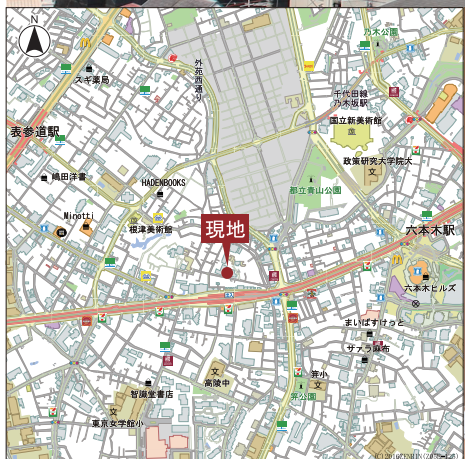 N
乃木公園
スギ薬局
外苑西通り
千代田線
乃木坂駅
国立新美術館
表参道駅
政策研究大学院大
嶋田洋書
HADENBOOKS
都立青山公園
Minotti
根津美術館
現地
六本木駅
六本木ヒルズ
まいばすけっと
サァラ麻布
高陵中
笄小
智識堂書店
笄公園
東京女学館小